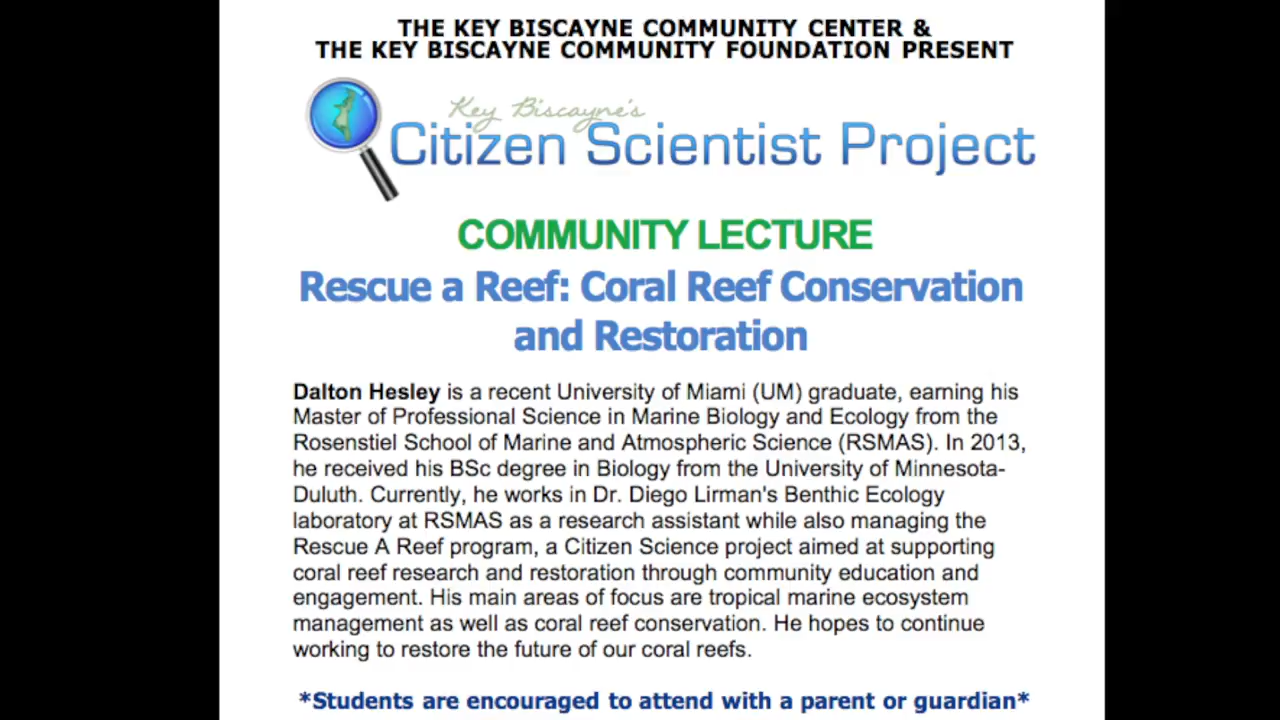 THE KEY BISCAYNE COMMUNITY CENTER &
THE KEY BISCAYNE COMMUNITY FOUNDATION PRESENT
Key Biscayne's
Citizen Scientist Project
COMMUNITY LECTURE
Rescue a Reef: Coral Reef Conservation
and Restoration
Dalton Hesley is a recent University of Miami (UM) graduate, earning his
Master of Professional Science in Marine Biology and Ecology from the
Rosenstiel School of Marine and Atmospheric Science (RSMAS). In 2013,
he received his BSc degree in Biology from the University of Minnesota-
Duluth. Currently, he works in Dr. Diego Lirman's Benthic Ecology
laboratory at RSMAS as a research assistant while also managing the
Rescue A Reef program, a Citizen Science project aimed at supporting
coral reef research and restoration through community education and
engagement. His main areas of focus are tropical marine ecosystem
management as well as coral reef conservation. He hopes to continue
working to restore the future of our coral reefs.
*Students are encouraged to attend with a parent or guardian*